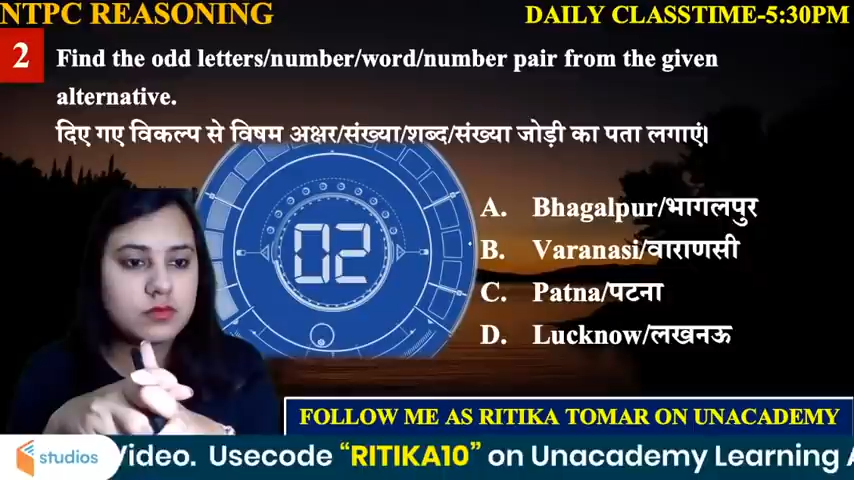 NTPC REASONING
DAILY CLASSTIME-5:30PM
2
Find the odd letters/number/word/number pair from the given
alternative.
दिए गए विकल्प से विषम अक्षर/संख्या/शब्द/संख्या जोड़ी का पता लगाएं।
02
A. Bhagalpur/भागलपुर
B. Varanasi/वाराणसी
C. Patna/पटना
D. Lucknow/लखनऊ
FOLLOW ME AS RITIKA TOMAR ON UNACADEMY
studios
Video. Usecode “RITIKA10” on Unacademy Learning A